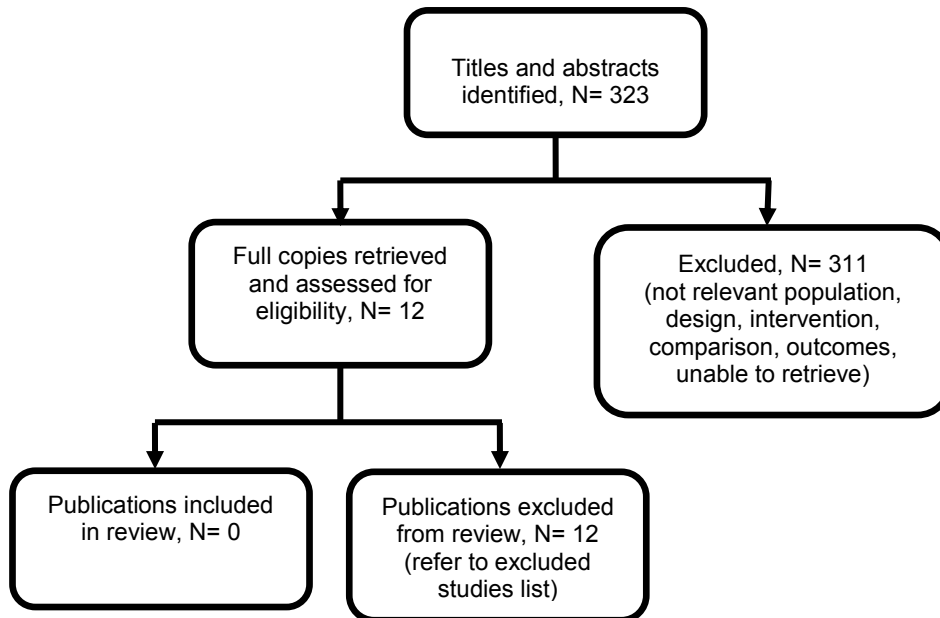 Titles and abstracts
identified, N= 323
Full copies retrieved
and assessed for
eligibility, N= 12
Excluded, N= 311
(not relevant population,
design, intervention,
comparison, outcomes,
unable to retrieve)
Publications included
in review, N= 0
Publications excluded
from review, N= 12
(refer to excluded
studies list)